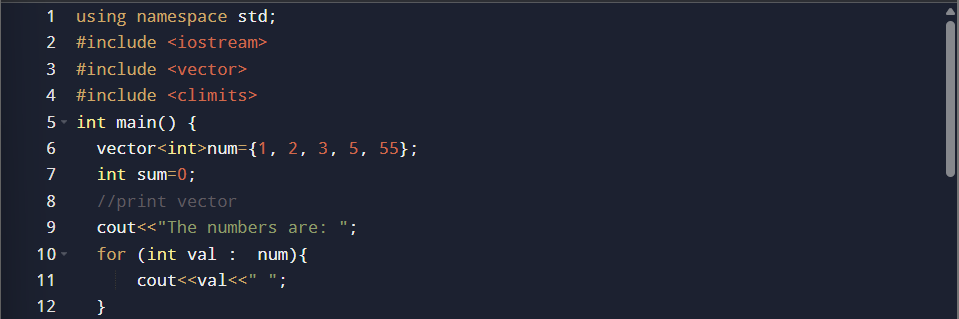 1 using namespace std;
2 #include <iostream>
3 #include <vector>
4 #include <climits>
5 int main() {
6   vector<int>num={1, 2, 3, 5, 55};
7   int sum=0;
8   //print vector
9   cout<<"The numbers are: ";
10   for (int val :  num){
11       cout<<val<<" ";
12   }